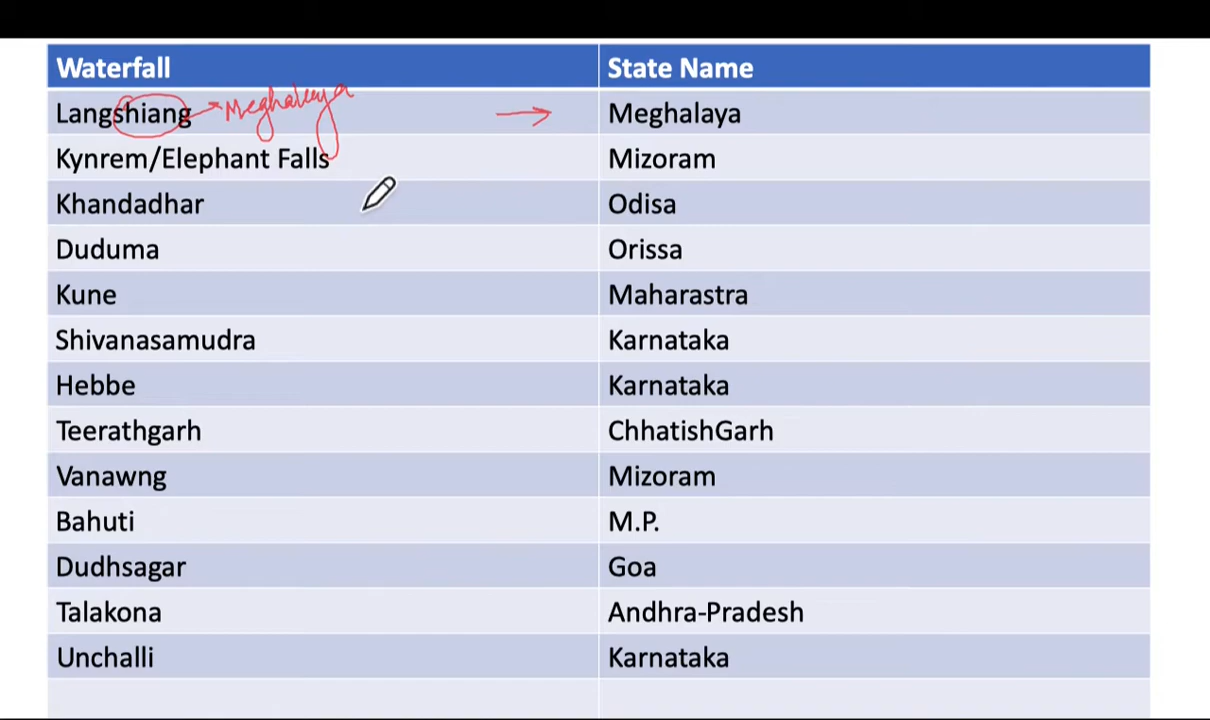 Waterfall State Name
Langshiang Meghalaya Meghalaya
Kynrem/Elephant Falls Mizoram
Khandadhar Odisa
Duduma Orissa
Kune Maharastra
Shivanasamudra Karnataka
Hebbe Karnataka
Teerathgarh ChhatishGarh
Vanawng Mizoram
Bahuti M.P.
Dudhsagar Goa
Talakona Andhra-Pradesh
Unchalli Karnataka